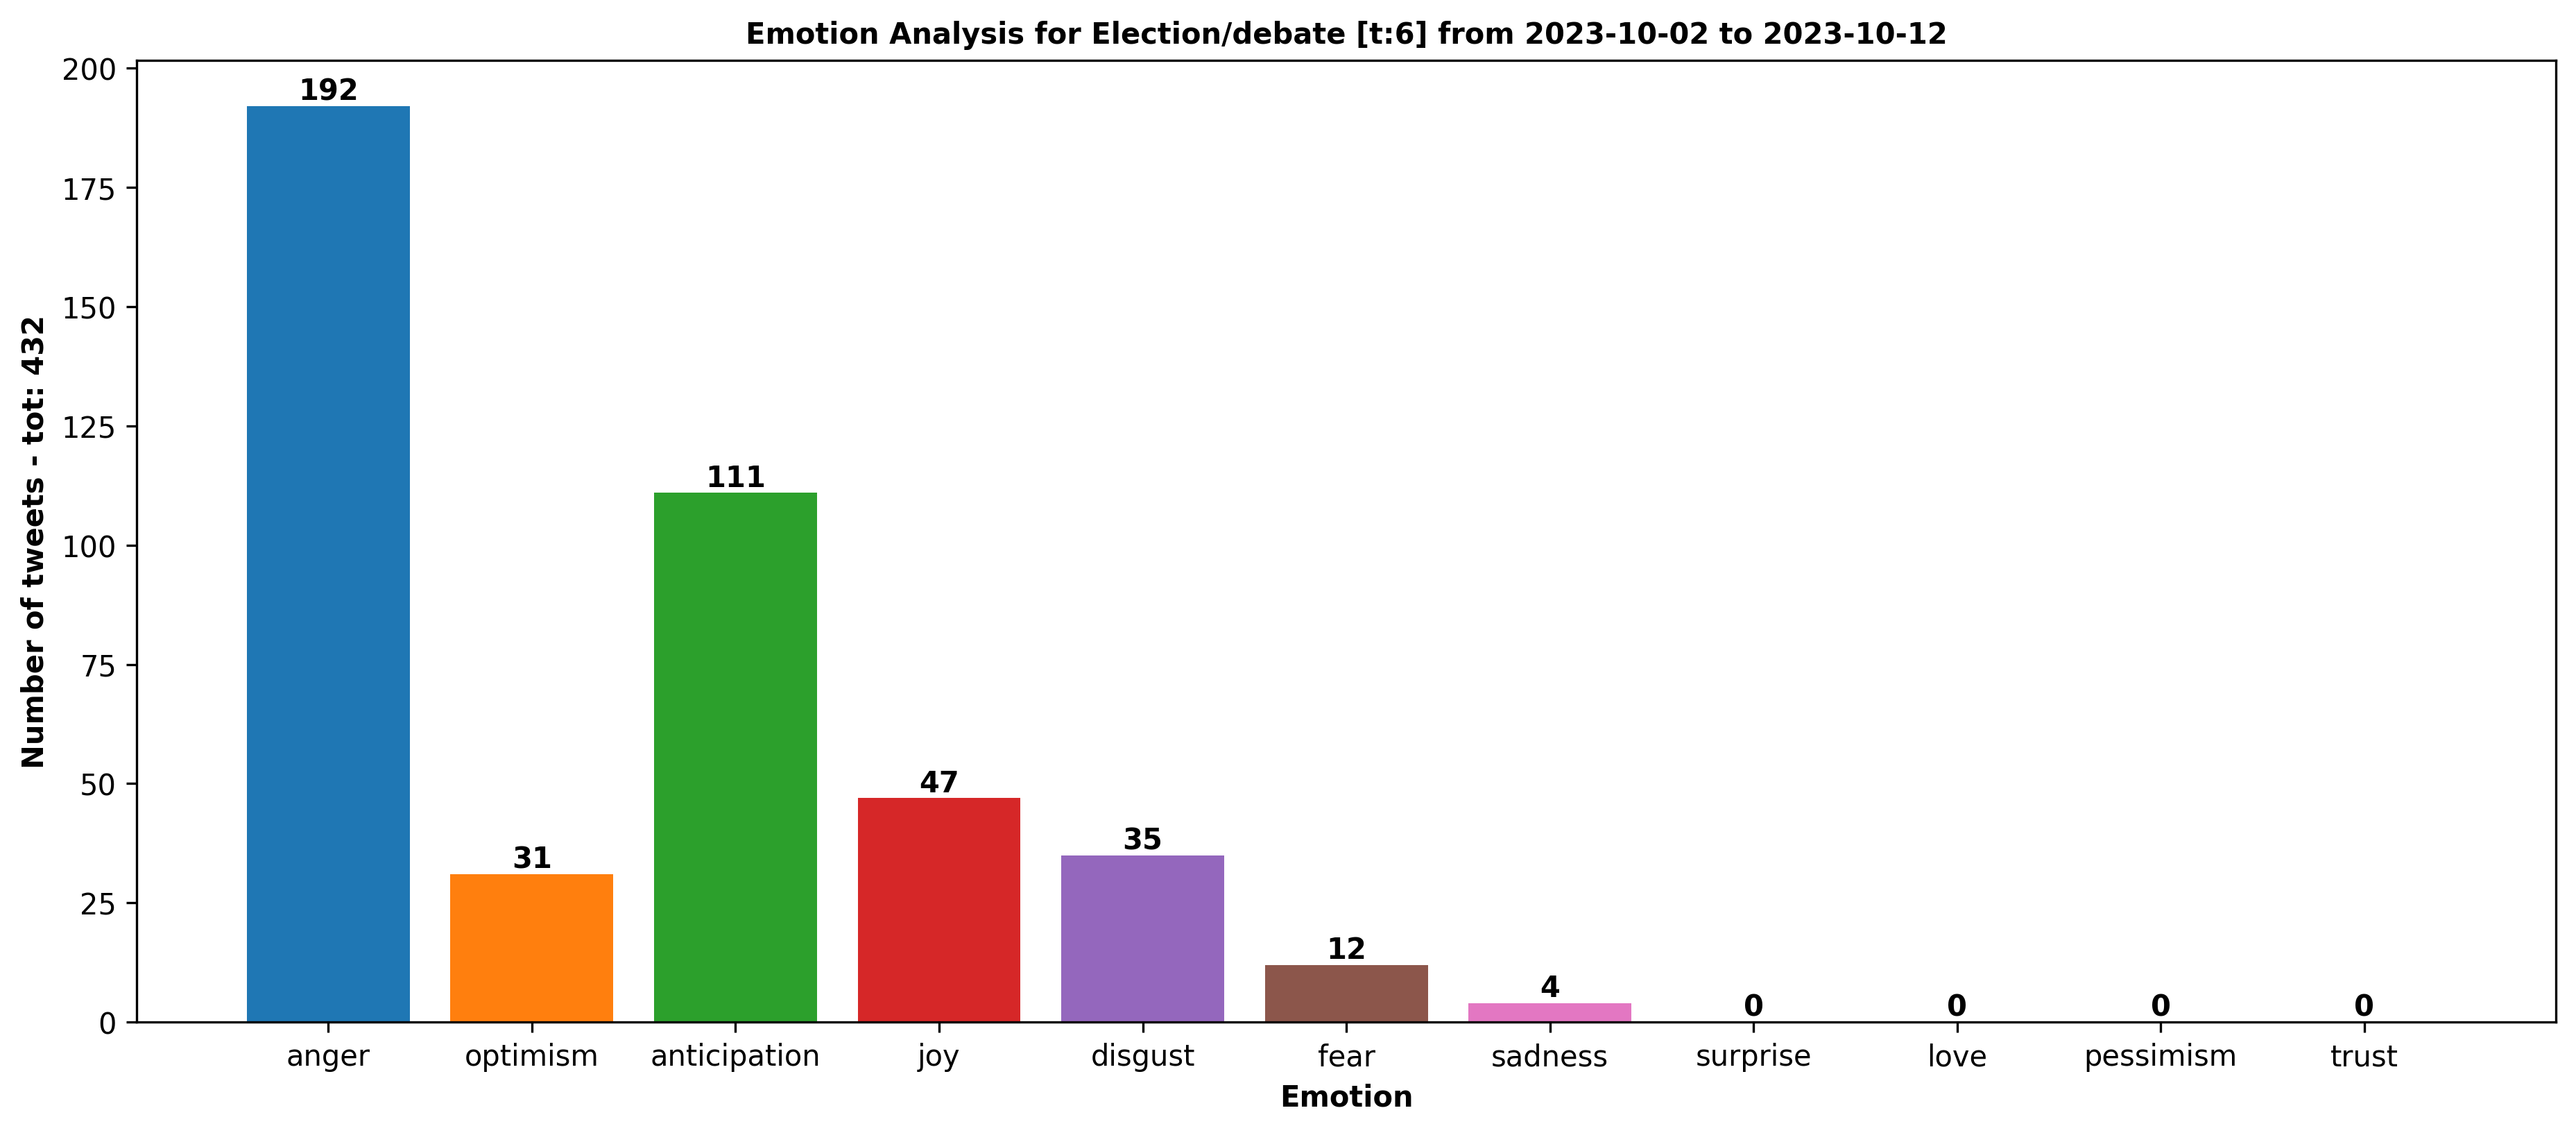 Emotion Analysis for Election/debate [t:6] from 2023-10-02 to 2023-10-12
Number of tweets - tot: 432
200
175
150
125
100
75
50
25
0
192
31
111
47
35
12
4
0
0
0
0
anger
optimism
anticipation
joy
disgust
fear
sadness
surprise
love
pessimism
trust
Emotion